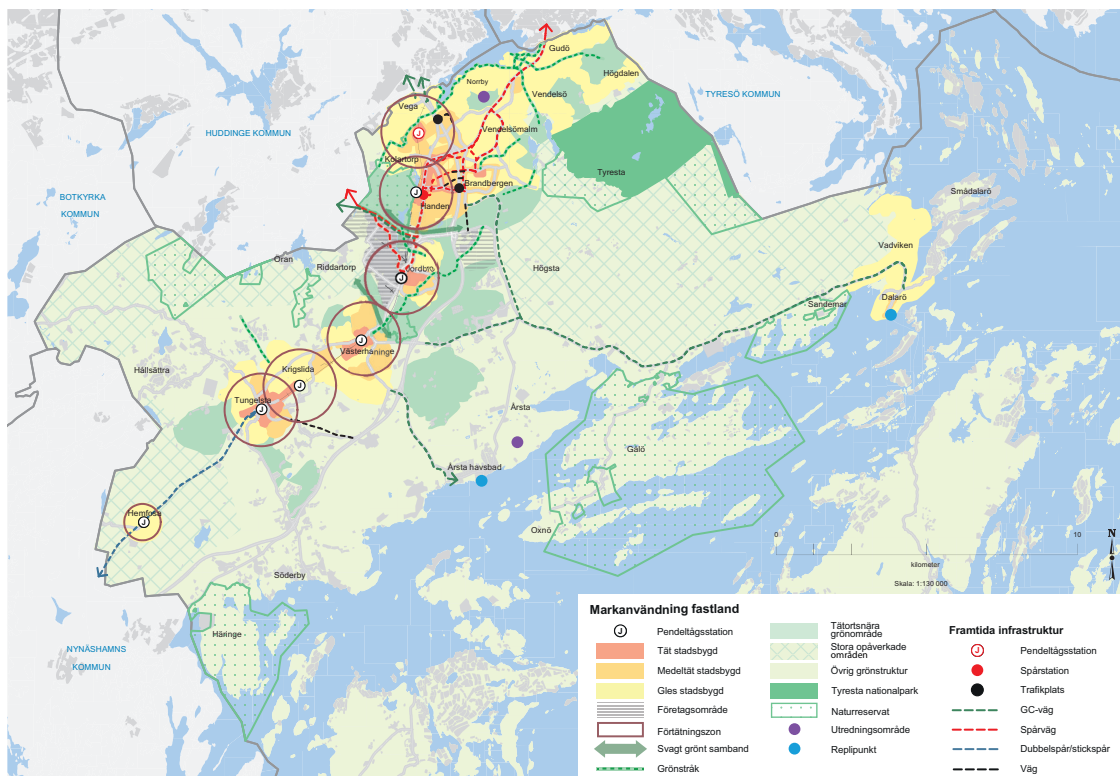 Gudö
Högdalen
Norrby
Vendelsö
TYRESÖ KOMMUN
Vega
J
HUDDINGE KOMMUN
Vendelsömalm
Kolartorp
Tyresta
Brandbergen
J
Handen
Smådalarö
BOTKYRKA
KOMMUN
Vadviken
Öran
Riddartorp
Jordbro
Högsta
J
Dalarö
Sandemar
J
Västerhaninge
Hållsättra
Krigslida
J
Tungelsta
J
Årsta
Gålö
Årsta havsbad
Hemfosa
J
Oxnö
N
0
10
kilometer
Skala: 1:130 000
Söderby
Häringe
NYNÄSHAMNS
KOMMUN
Markanvändning fastland
J Pendeltågsstation
Tät stadsbygd
Medeltät stadsbygd
Gles stadsbygd
Företagsområde
Förtätningszon
Svagt grönt samband
Grönstråk
Tätortsnära
grönområde
Stora opåverkade
områden
Övrig grönstruktur
Tyresta nationalpark
Naturreservat
Utredningsområde
Replipunkt
Framtida infrastruktur
J Pendeltågsstation
Spårstation
Trafikplats
GC-väg
Spårväg
Dubbelspår/stickspår
Väg